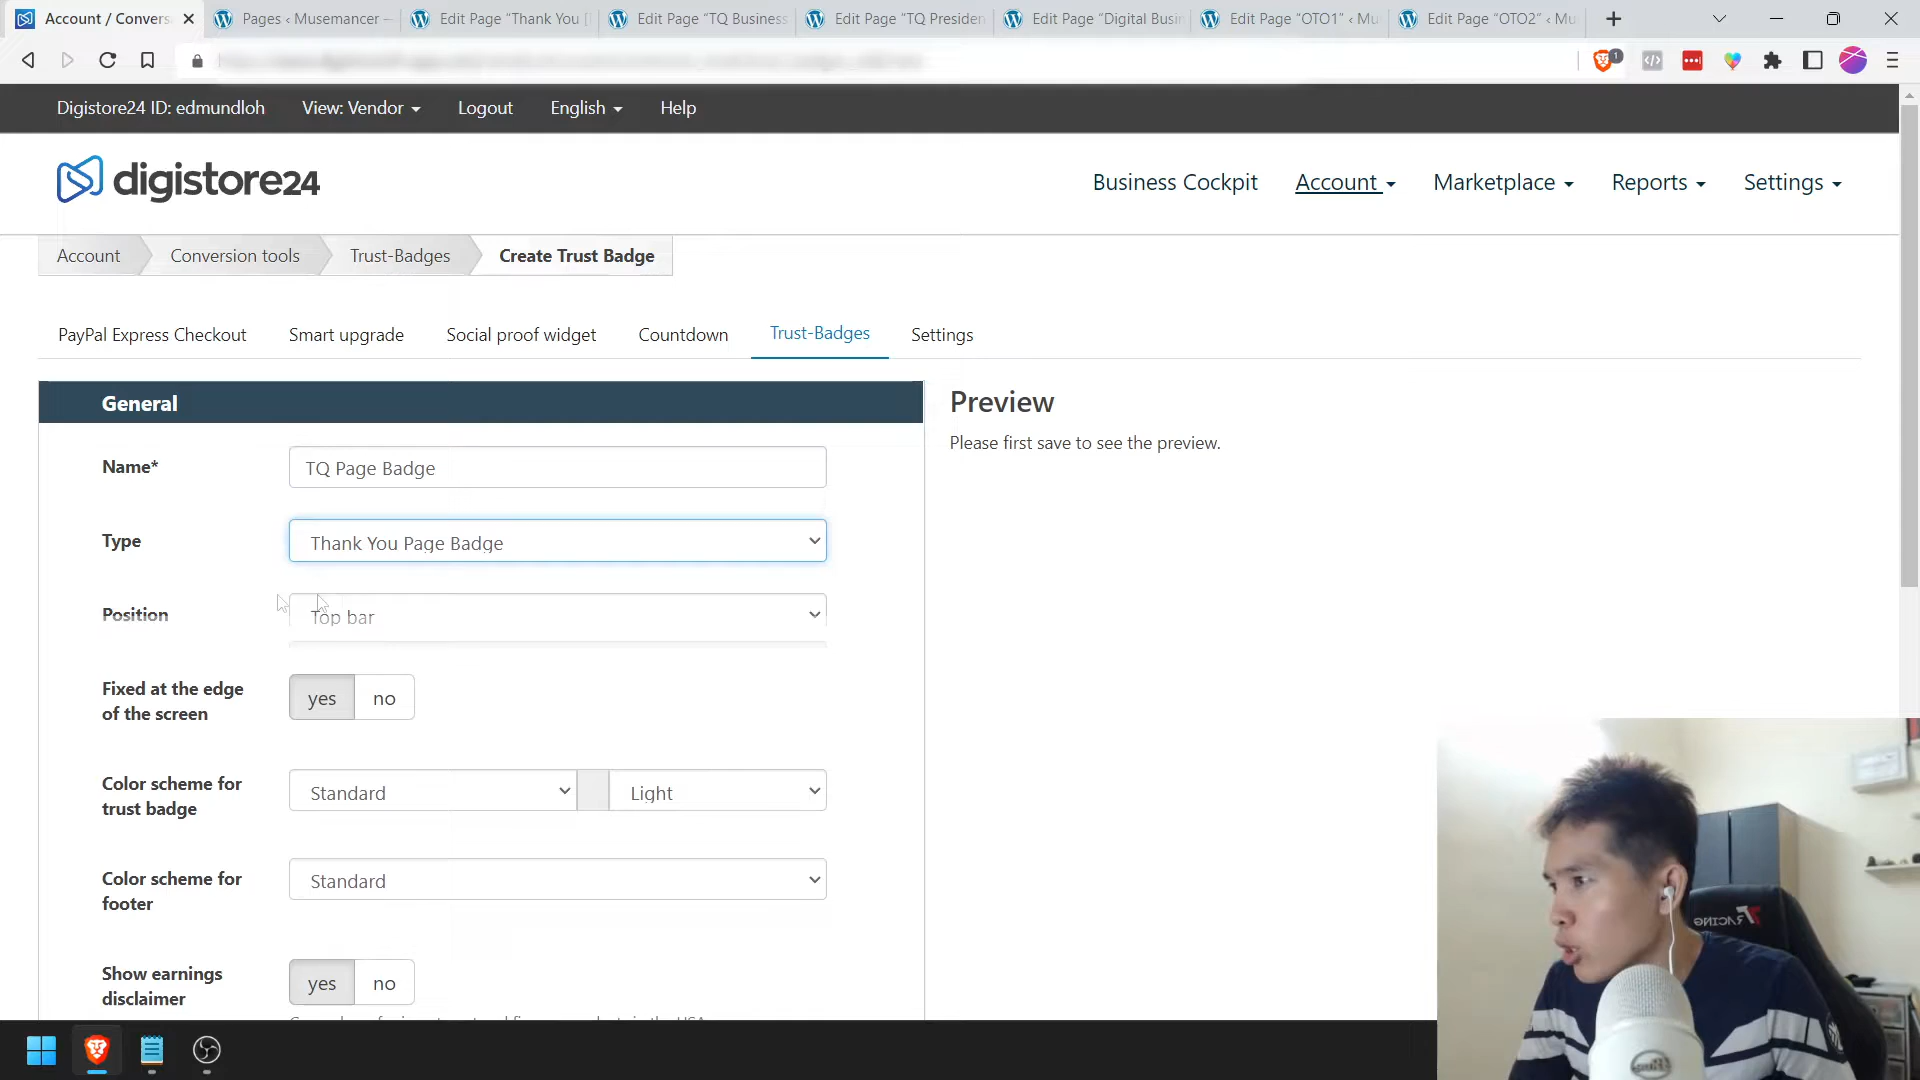 Account / Convers
Pages ‹ Musemancer —
Edit Page “Thank You [
Edit Page “TQ Business
Edit Page “TQ Presiden
Edit Page “Digital Busin
Edit Page “OTO1” ‹ Mu
Edit Page “OTO2” ‹ Mu
1
Digistore24 ID: edmundloh
View: Vendor
Logout
English
Help
digistore24
Business Cockpit
Account
Marketplace
Reports
Settings
Account
Conversion tools
Trust-Badges
Create Trust Badge
PayPal Express Checkout
Smart upgrade
Social proof widget
Countdown
Trust-Badges
Settings
General
Preview
Please first save to see the preview.
Name*
TQ Page Badge
Type
Thank You Page Badge
Position
Top bar
Fixed at the edge
of the screen
yes
no
Color scheme for
trust badge
Standard
Light
Color scheme for
footer
Standard
Show earnings
disclaimer
yes
no